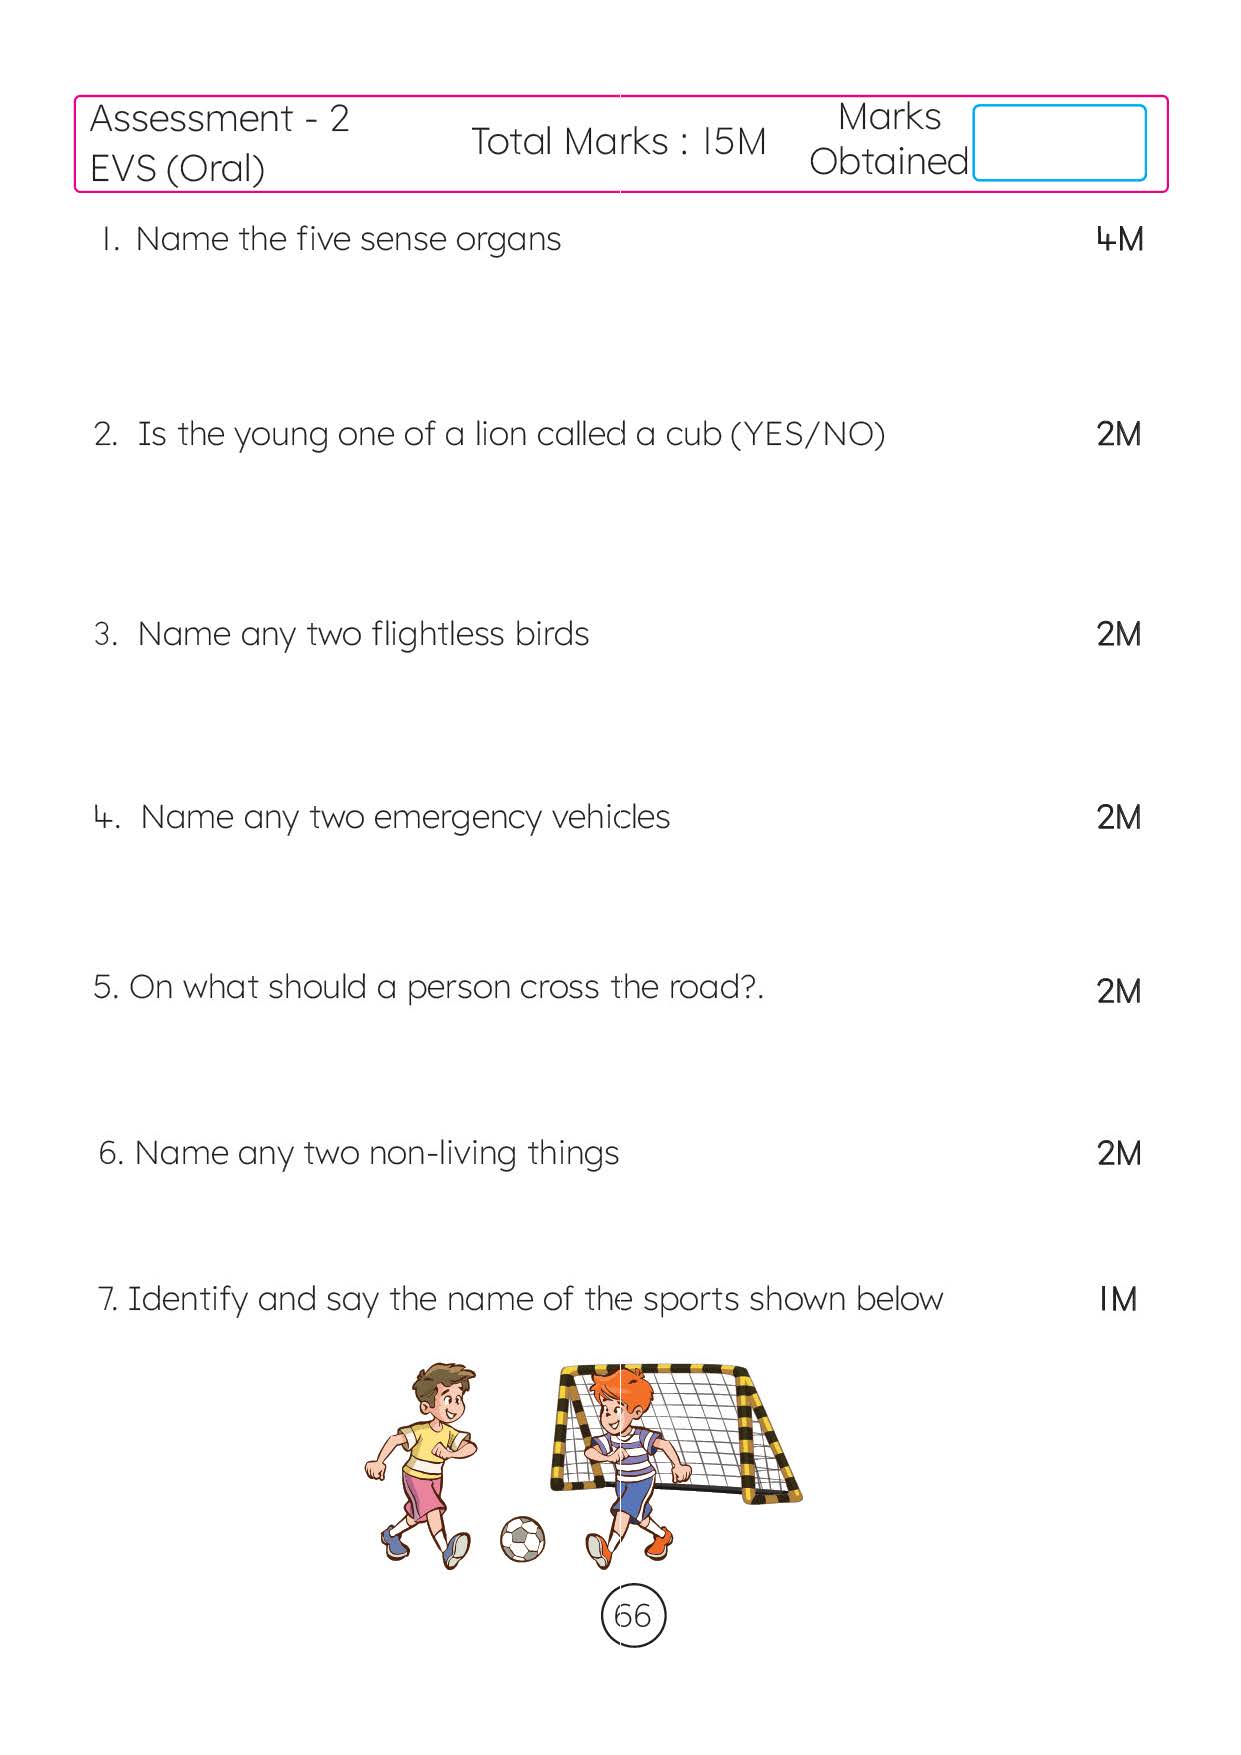 Assessment - 2
EVS (Oral)
Total Marks : 15M
Marks
Obtained
1. Name the five sense organs 4M
2. Is the young one of a lion called a cub (YES/NO) 2M
3. Name any two flightless birds 2M
4. Name any two emergency vehicles 2M
5. On what should a person cross the road?. 2M
6. Name any two non-living things 2M
7. Identify and say the name of the sports shown below 1M
66